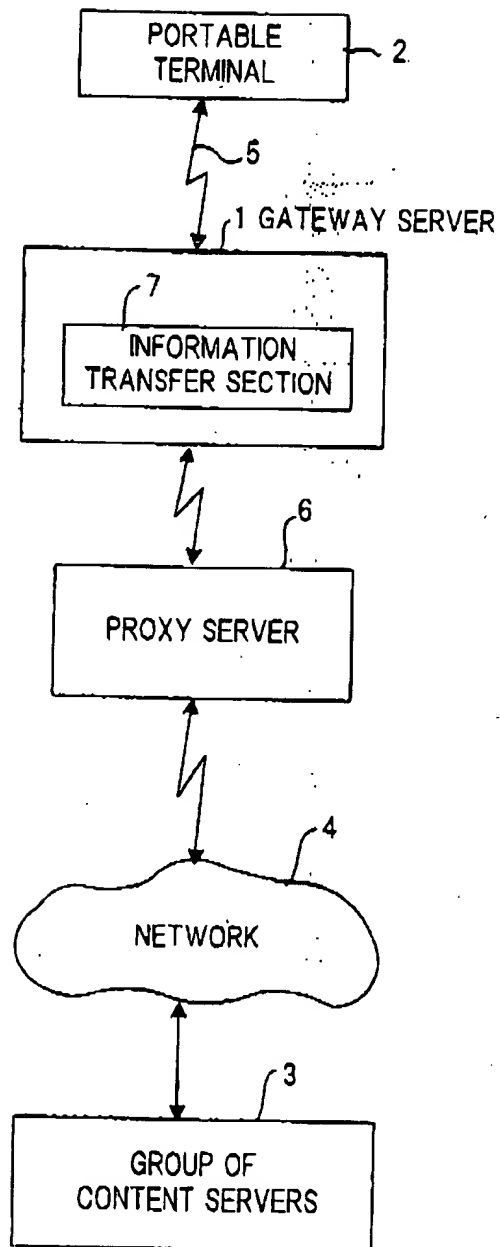 PORTABLE
TERMINAL
2
5
1 GATEWAY SERVER
7
INFORMATION
TRANSFER SECTION
6
PROXY SERVER
4
NETWORK
3
GROUP OF
CONTENT SERVERS